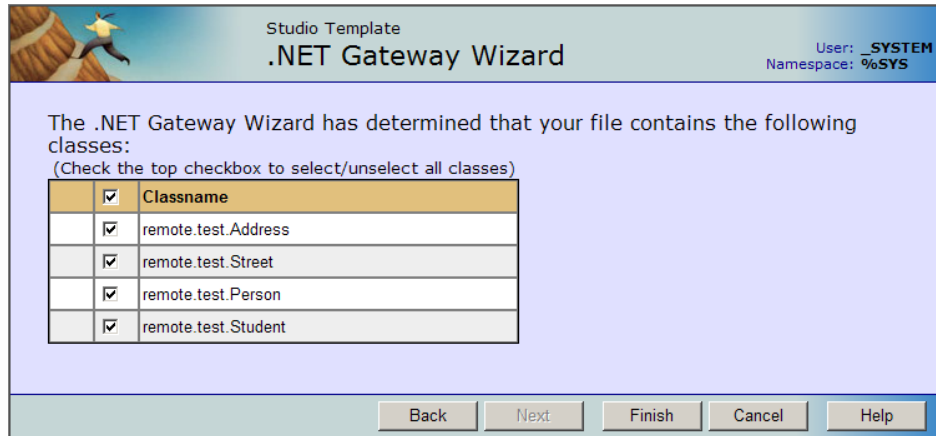 Studio Template
.NET Gateway Wizard
User: _SYSTEM
Namespace: %SYS
The .NET Gateway Wizard has determined that your file contains the following
classes:
(Check the top checkbox to select/unselect all classes)
Classname
remote.test.Address
remote.test.Street
remote.test.Person
remote.test.Student
Back Next Finish Cancel Help